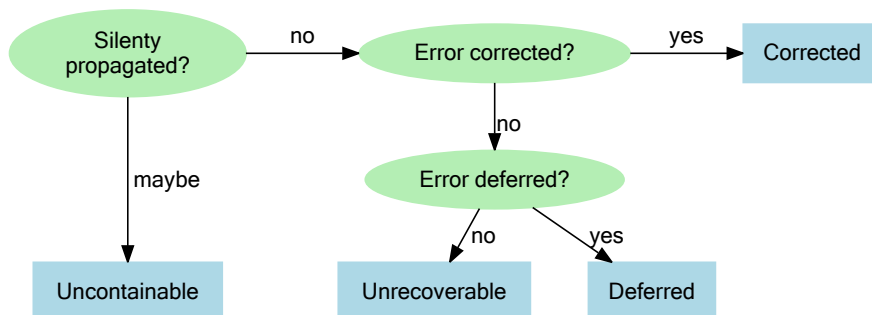 Silenty
propagated?
no
Error corrected?
yes
Corrected
no
maybe
Error deferred?
no
yes
Uncontainable
Unrecoverable
Deferred